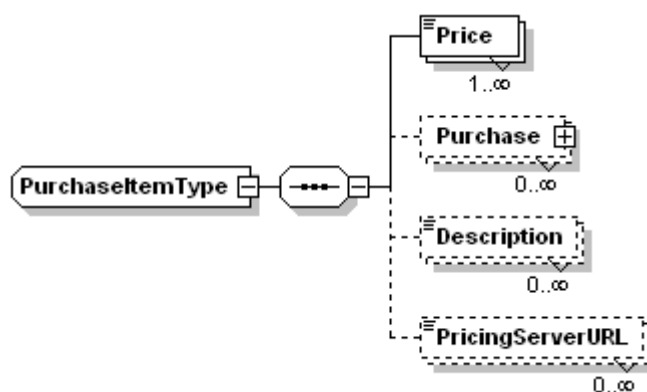 Price
1..∞
Purchase
0..∞
PurchaseItemType
Description
0..∞
PricingServerURL
0..∞